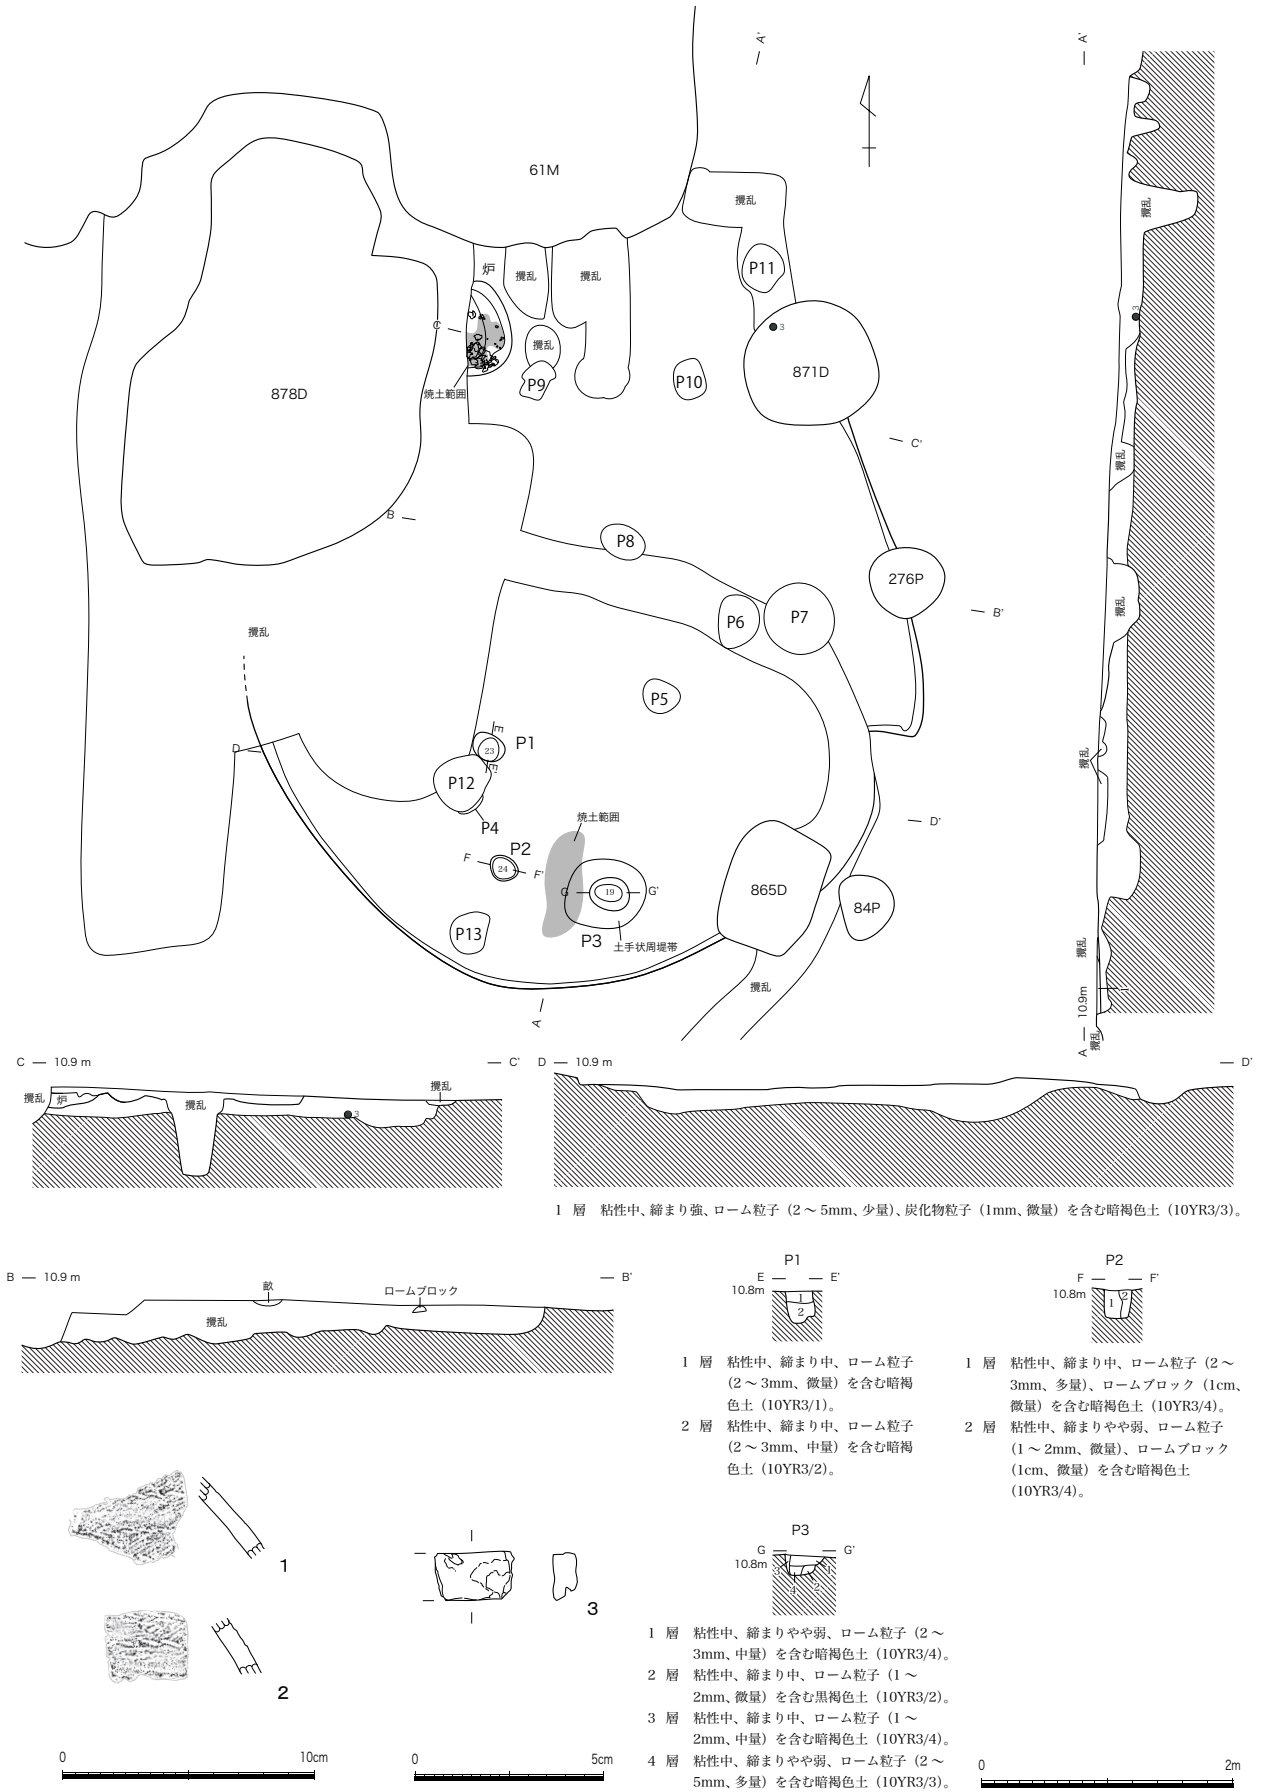 A'
A'
61M
攪乱
攪乱
炉
攪乱
攪乱
P11
3
3
C
攪乱
871D
P9
P10
焼土範囲
878D
C'
攪乱
B
P8
276P
攪乱
B'
P6
P7
攪乱
P5
E
D
23
P1
攪乱
E'
P12
焼土範囲
P4
D'
P2
F
24
F'
G
19
G'
865D
84P
P13
P3
土手状周堤帯
攪乱
攪乱
10.9m
A
A
攪乱
C
10.9 m
C'
D
10.9 m
D'
攪乱
炉
攪乱
攪乱
3
1 層 粘性中、締まり強、ローム粒子（2～5mm、少量）、炭化物粒子（1mm、微量）を含む暗褐色土（10YR3/3）。
B
10.9 m
B'
畝
ロームブロック
攪乱
P1
E
E'
10.8m
1
2
P2
F
F'
10.8m
1
2
1 層 粘性中、締まり中、ローム粒子
（2～3mm、微量）を含む暗褐
色土（10YR3/1）。
2 層 粘性中、締まり中、ローム粒子
（2～3mm、中量）を含む暗褐
色土（10YR3/2）。
1 層 粘性中、締まり中、ローム粒子（2～
3mm、多量）、ロームブロック（1cm、
微量）を含む暗褐色土（10YR3/4）。
2 層 粘性中、締まりやや弱、ローム粒子
（1～2mm、微量）、ロームブロック
（1cm、微量）を含む暗褐色土
（10YR3/4）。
1
2
3
P3
G
G'
10.8m
3
4
2
1
1 層 粘性中、締まりやや弱、ローム粒子（2～
3mm、中量）を含む暗褐色土（10YR3/4）。
2 層 粘性中、締まり中、ローム粒子（1～
2mm、微量）を含む黒褐色土（10YR3/2）。
3 層 粘性中、締まり中、ローム粒子（1～
2mm、中量）を含む暗褐色土（10YR3/4）。
4 層 粘性中、締まりやや弱、ローム粒子（2～
5mm、多量）を含む暗褐色土（10YR3/3）。
0
10cm
0
5cm
0
2m